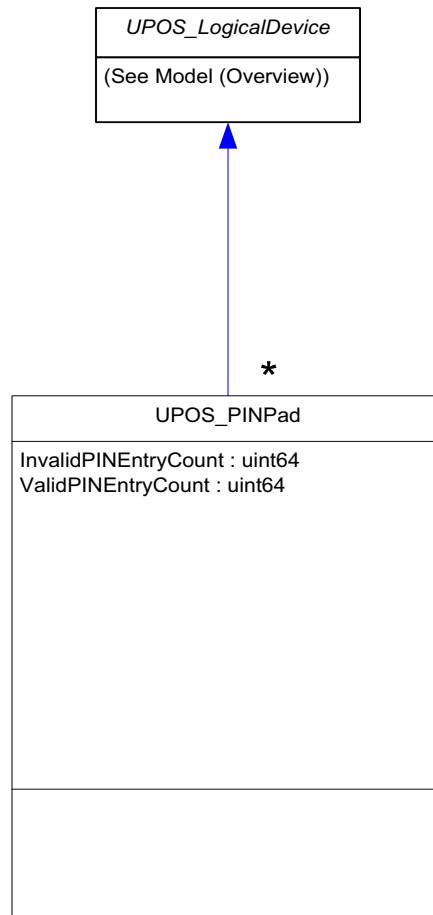 UPOS_LogicalDevice
(See Model (Overview))
*
UPOS_PINPad
InvalidPINEntryCount : uint64
ValidPINEntryCount : uint64